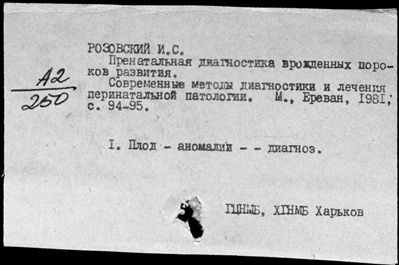 РОЗОВСКИЙ И.С.
Пренатальная диагностика врожденных поро-
ков развития.
А2
250
Современные методы диагностики и лечения
перинатальной патологии. М., Ереван, 1981,
с. 94-95.
I. Плод - аномалии - - диагноз.
ГЦНМБ, ХГНМБ Харьков